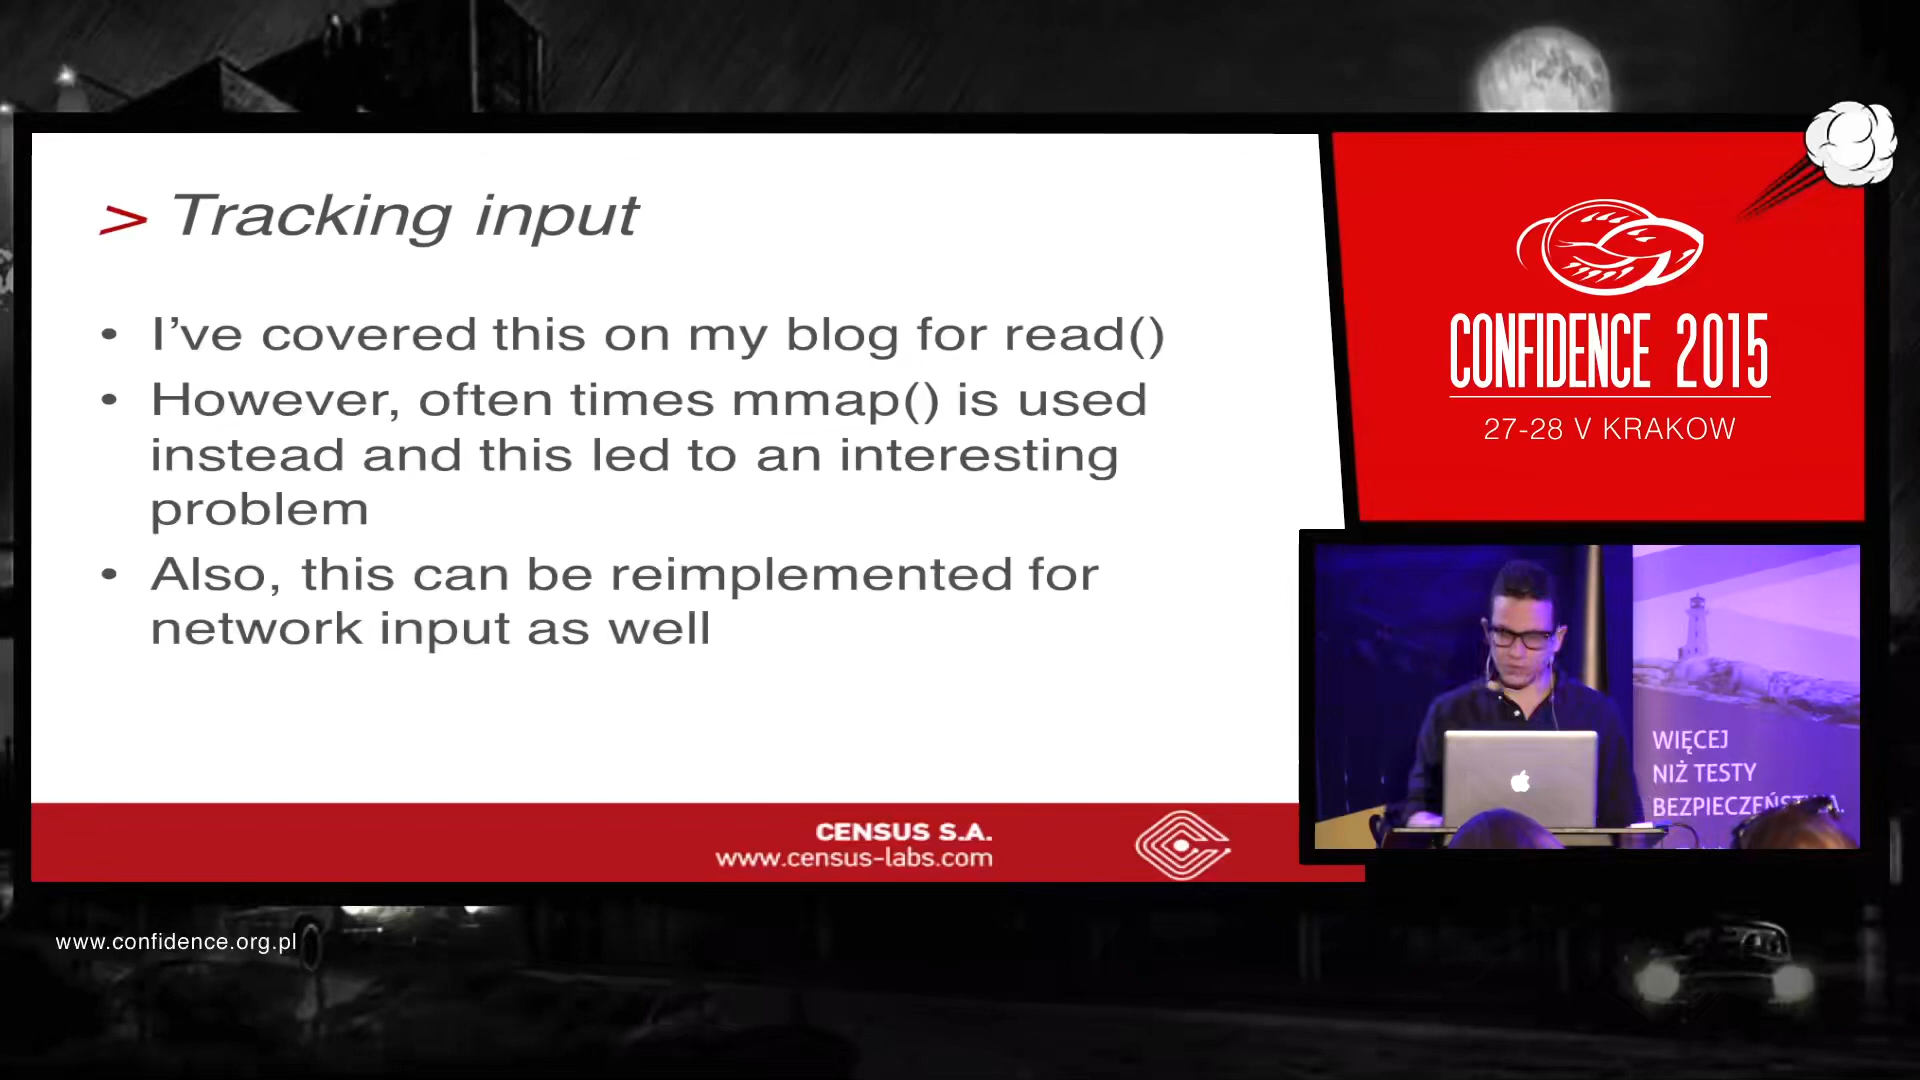 > Tracking input
• I've covered this on my blog for read()
• However, often times mmap() is used
instead and this led to an interesting
problem
• Also, this can be reimplemented for
network input as well
CENSUS S.A.
www.census-labs.com
CONFIDENCE 2015
27-28 V KRAKOW
WIĘCEJ
NIŻ TESTY
BEZPIECZEŃSTWA.
www.confidence.org.pl